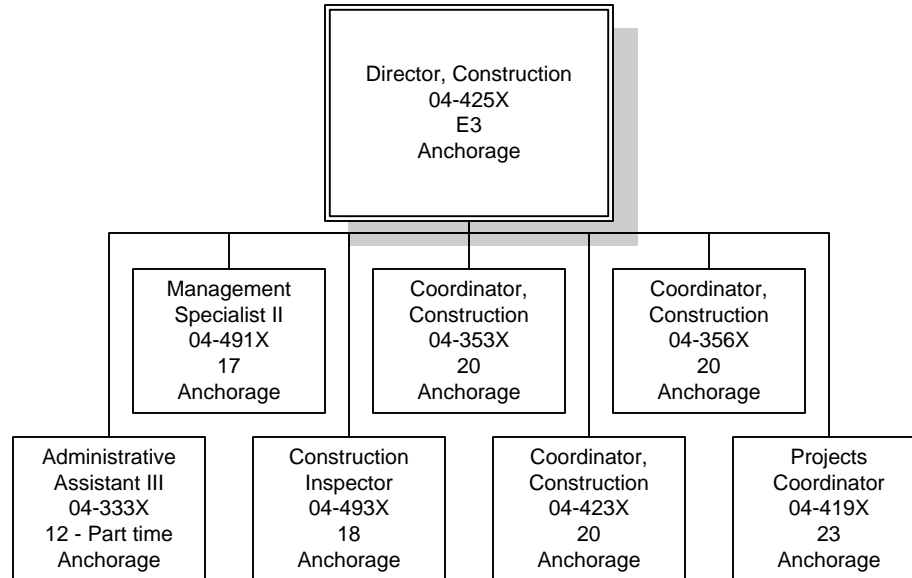 Director, Construction
04-425X
E3
Anchorage
Management
Specialist II
04-491X
17
Anchorage
Coordinator,
Construction
04-353X
20
Anchorage
Coordinator,
Construction
04-356X
20
Anchorage
Administrative
Assistant III
04-333X
12 - Part time
Anchorage
Construction
Inspector
04-493X
18
Anchorage
Coordinator,
Construction
04-423X
20
Anchorage
Projects
Coordinator
04-419X
23
Anchorage